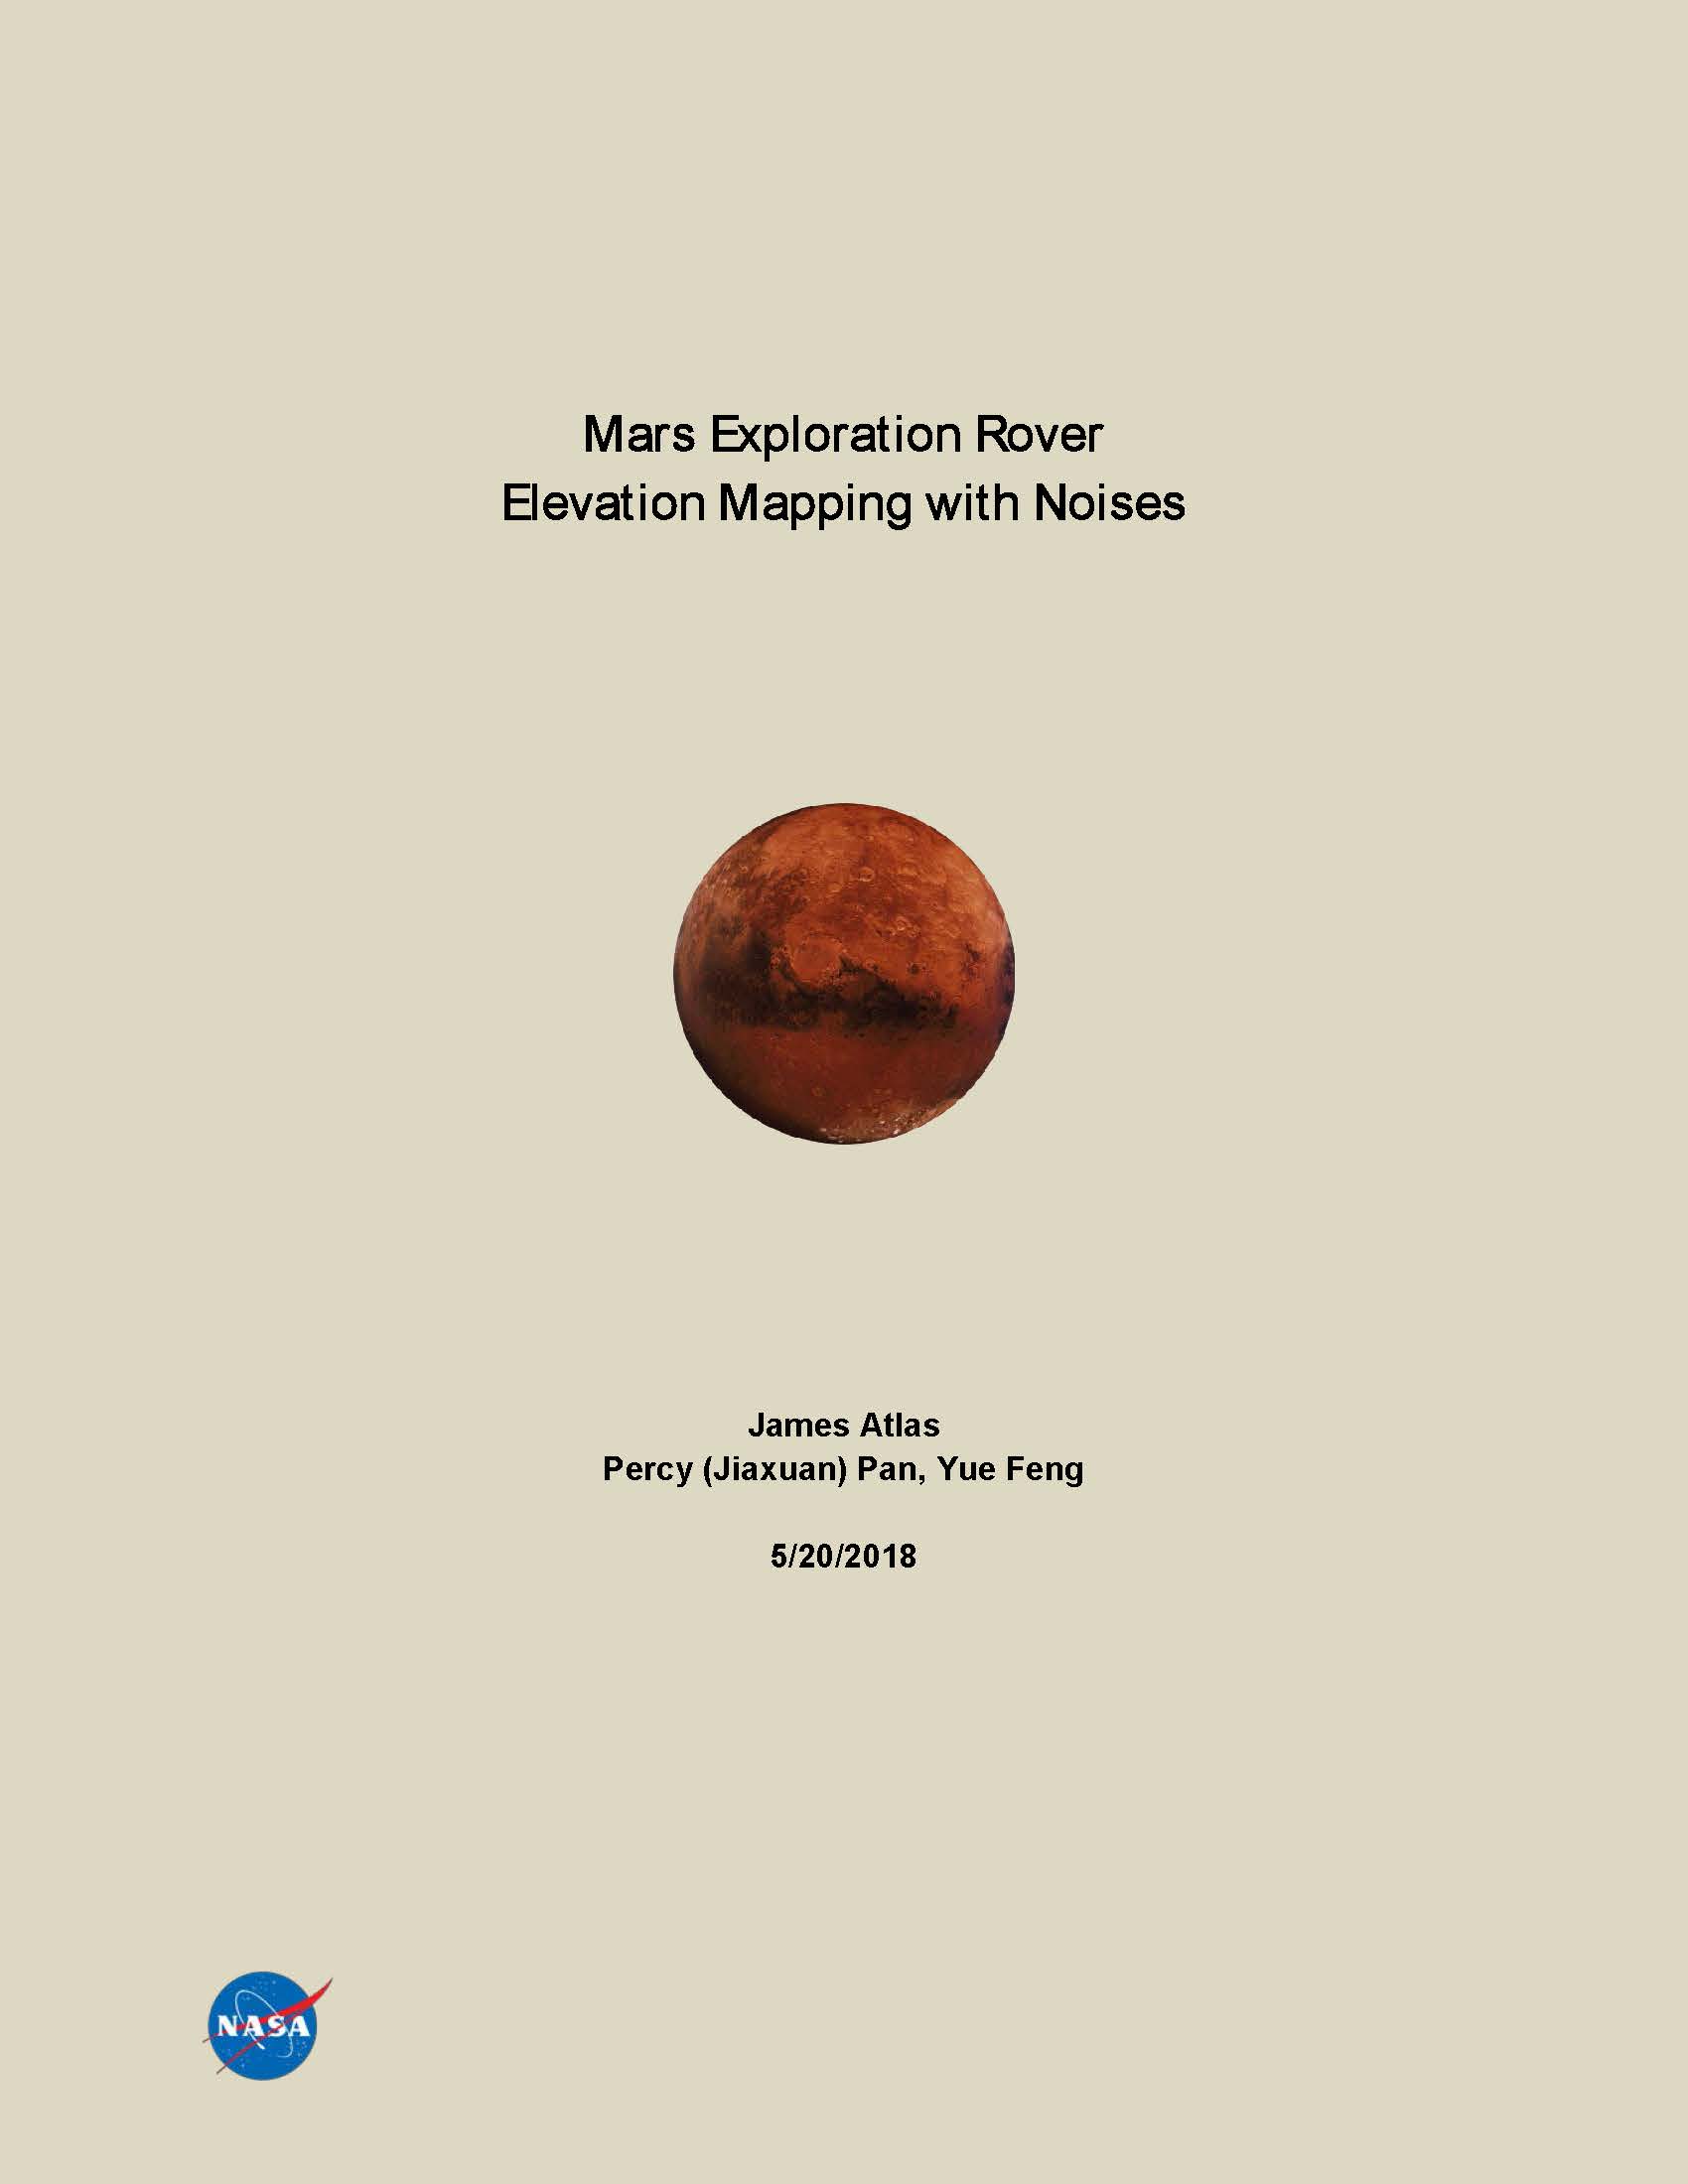 Mars Exploration Rover
Elevation Mapping with Noises
James Atlas
Percy (Jiaxuan) Pan, Yue Feng
5/20/2018
NASA